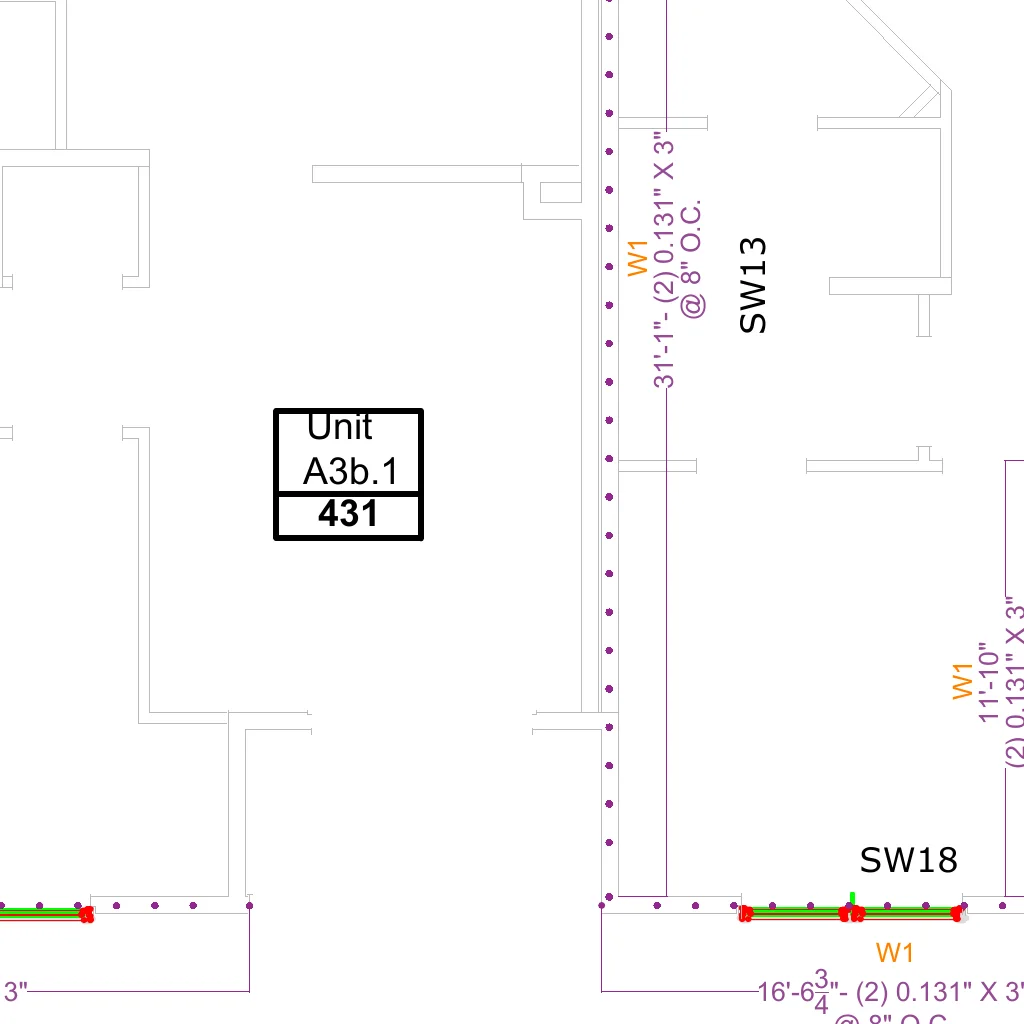 W1
31'-1"- (2) 0.131" X 3"
@ 8" O.C.
SW13
Unit
A3b.1
431
W1
11'-10"
(2) 0.131" X 3"
SW18
W1
3"
16'-6 3/4"- (2) 0.131" X 3"
@ 8" O.C.